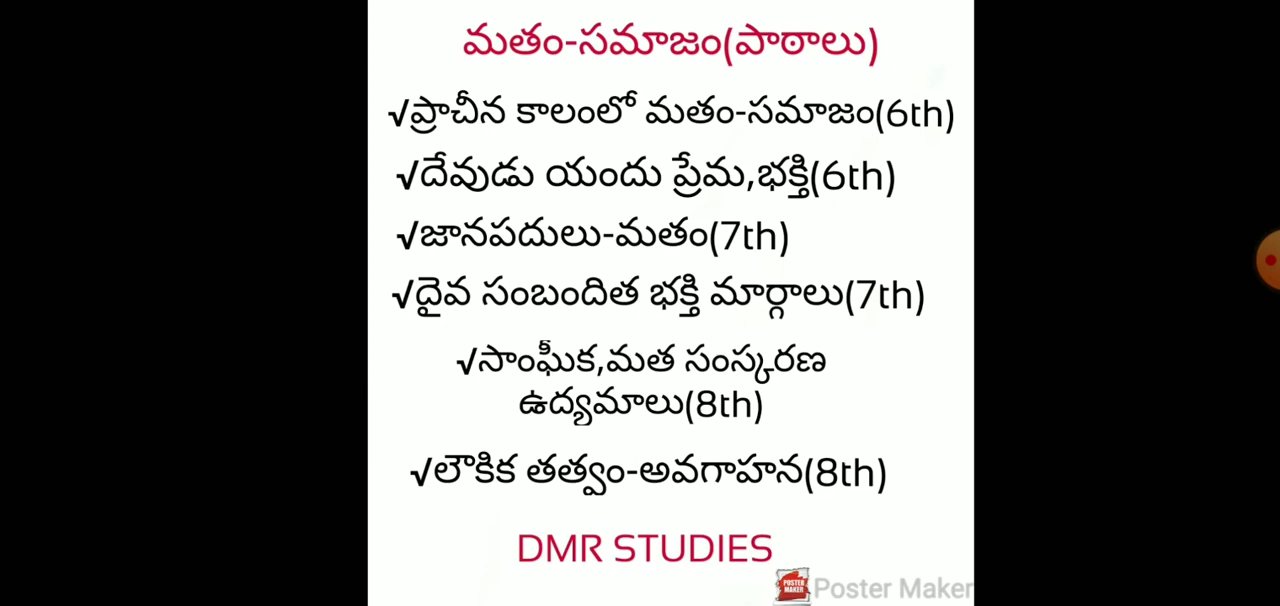 మతం-సమాజం(పాఠాలు)
√ప్రాచీన కాలంలో మతం-సమాజం(6th)
√దేవుడు యందు ప్రేమ,భక్తి(6th)
√జానపదులు-మతం(7th)
√దైవ సంబందిత భక్తి మార్గాలు(7th)
√సాంఘీక,మత సంస్కరణ
ఉద్యమాలు(8th)
√లౌకిక తత్వం-అవగాహన(8th)
DMR STUDIES
POSTER MAKER Poster Maker